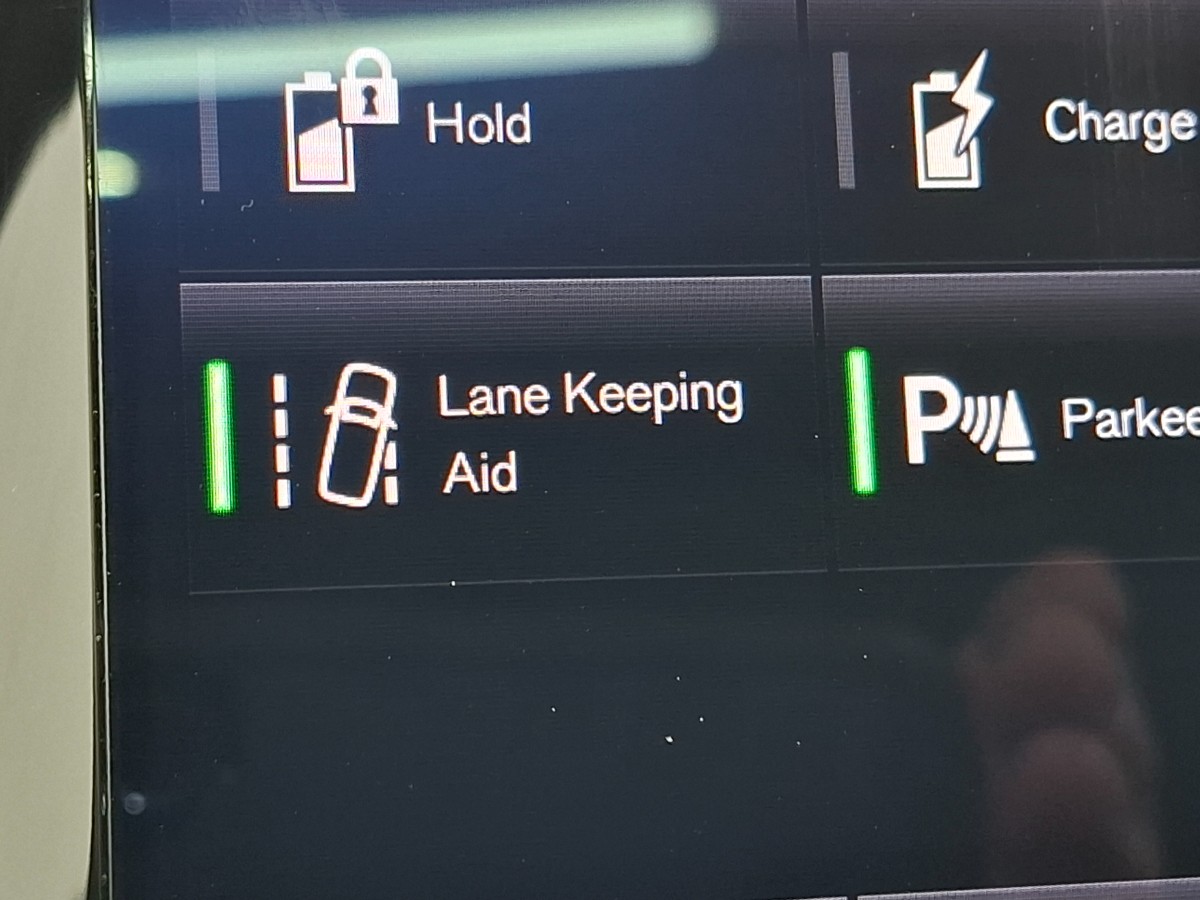 Hold
Charge
Lane Keeping
Aid
P